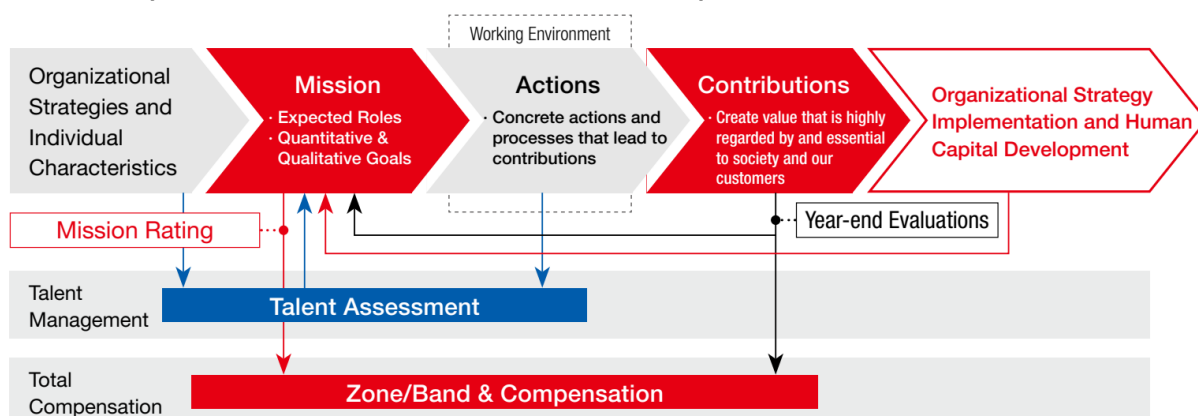 Working Environment
Organizational
Strategies and
Individual
Characteristics
Mission
· Expected Roles
· Quantitative &
Qualitative Goals
Actions
· Concrete actions and
processes that lead to
contributions
Contributions
· Create value that is highly
regarded by and essential
to society and our
customers
Organizational Strategy
Implementation and Human
Capital Development
Mission Rating
Year-end Evaluations
Talent
Management
Talent Assessment
Total
Compensation
Zone/Band & Compensation